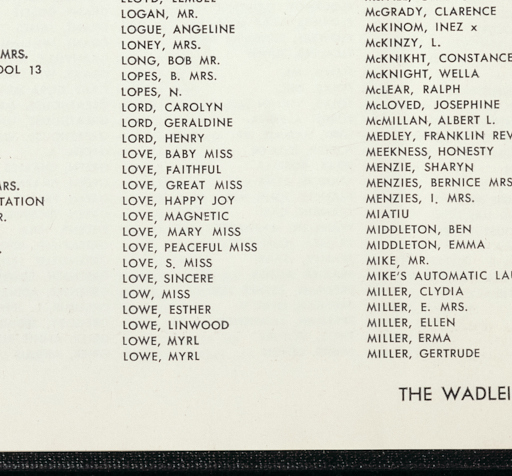 MRS.
OOL 13
MRS.
TATION
LOGAN, MR.
LOGUE, ANGELINE
LONEY, MRS.
LONG, BOB MR.
LOPES, B. MRS.
LOPES, N.
LORD, CAROLYN
LORD, GERALDINE
LORD, HENRY
LOVE, BABY MISS
LOVE, FAITHFUL
LOVE, GREAT MISS
LOVE, HAPPY JOY
LOVE, MAGNETIC
LOVE, MARY MISS
LOVE, PEACEFUL MISS
LOVE, S. MISS
LOVE, SINCERE
LOW, MISS
LOWE, ESTHER
LOWE, LINWOOD
LOWE, MYRL
LOWE, MYRL
McGRADY, CLARENCE
McKINOM, INEZ x
McKINZY, L.
McKNIKHT, CONSTANCE
McKNIGHT, WELLA
McLEAR, RALPH
McLOVED, JOSEPHINE
McMILLAN, ALBERT L.
MEDLEY, FRANKLIN REV
MEEKNESS, HONESTY
MENZIE, SHARYN
MENZIES, BERNICE MRS
MENZIES, I. MRS.
MIATIU
MIDDLETON, BEN
MIDDLETON, EMMA
MIKE, MR.
MIKE'S AUTOMATIC LAU
MILLER, CLYDIA
MILLER, E. MRS.
MILLER, ELLEN
MILLER, ERMA
MILLER, GERTRUDE
THE WADLEI